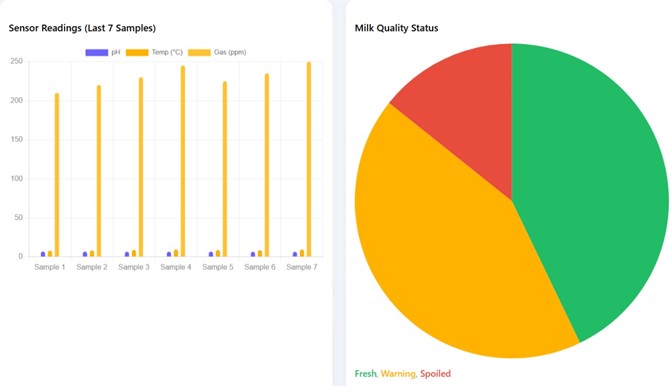 Sensor Readings (Last 7 Samples)
pH Temp (°C) Gas (ppm)
250
200
150
100
50
0
Sample 1 Sample 2 Sample 3 Sample 4 Sample 5 Sample 6 Sample 7
Milk Quality Status
Fresh, Warning, Spoiled